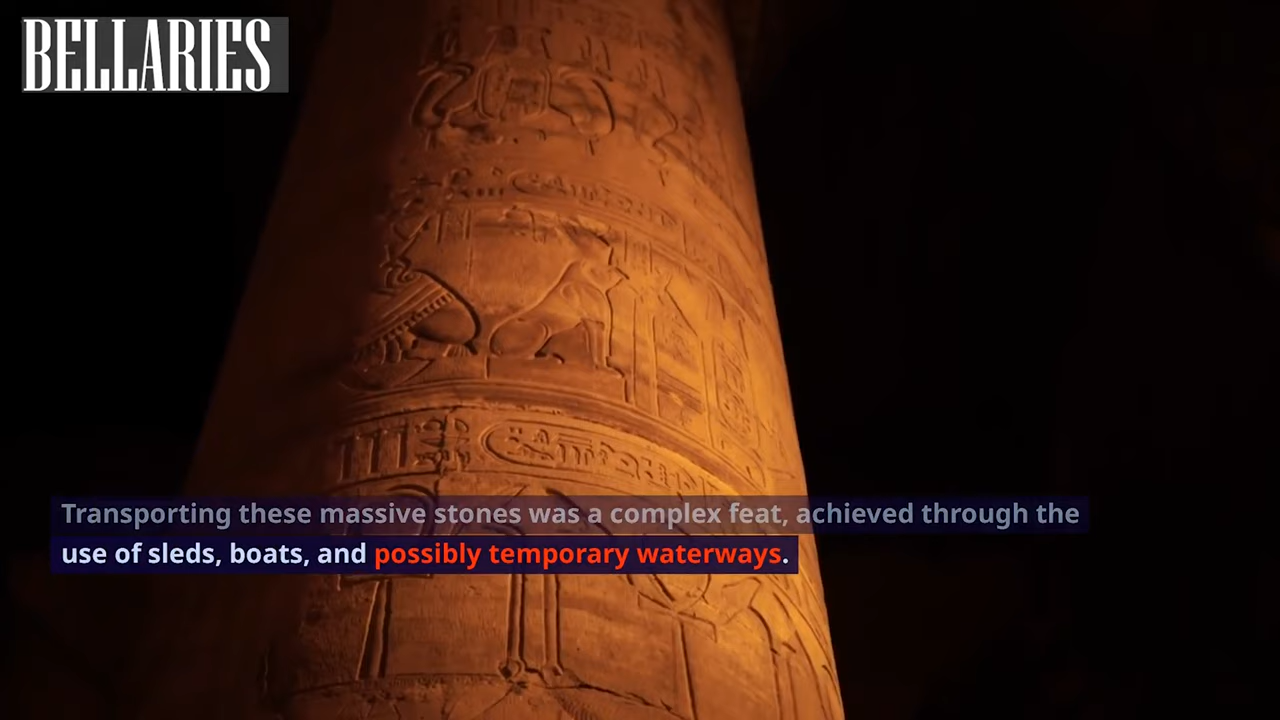 BELLARIES
Transporting these massive stones was a complex feat, achieved through the
use of sleds, boats, and possibly temporary waterways.